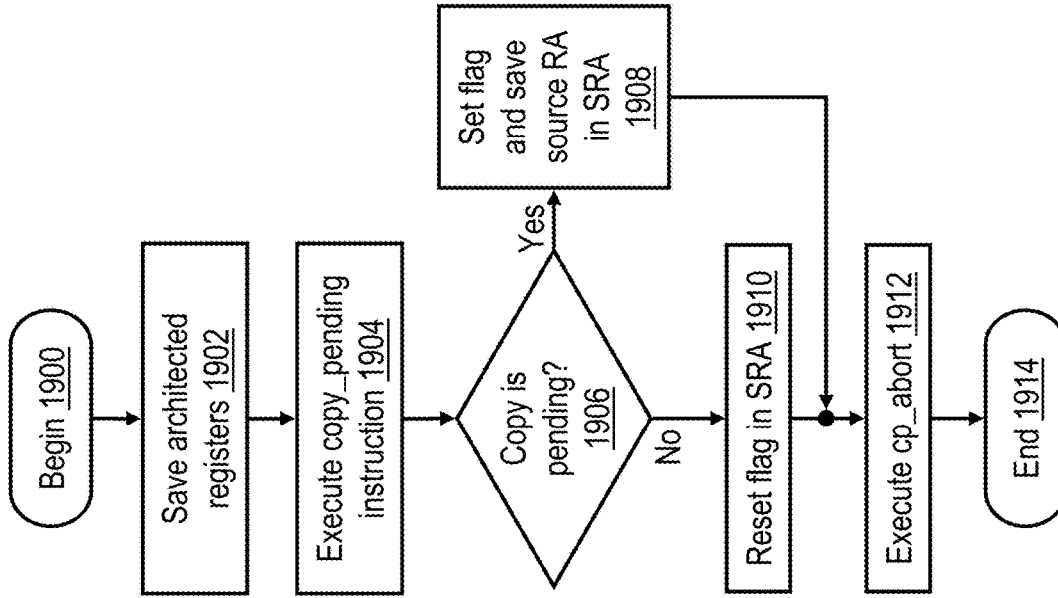 Begin 1900
Save architected
registers 1902
Execute copy_pending
instruction 1904
Copy is
pending?
1906
Yes
Set flag
and save
source RA
in SRA
1908
No
Reset flag in SRA 1910
Execute cp_abort 1912
End 1914